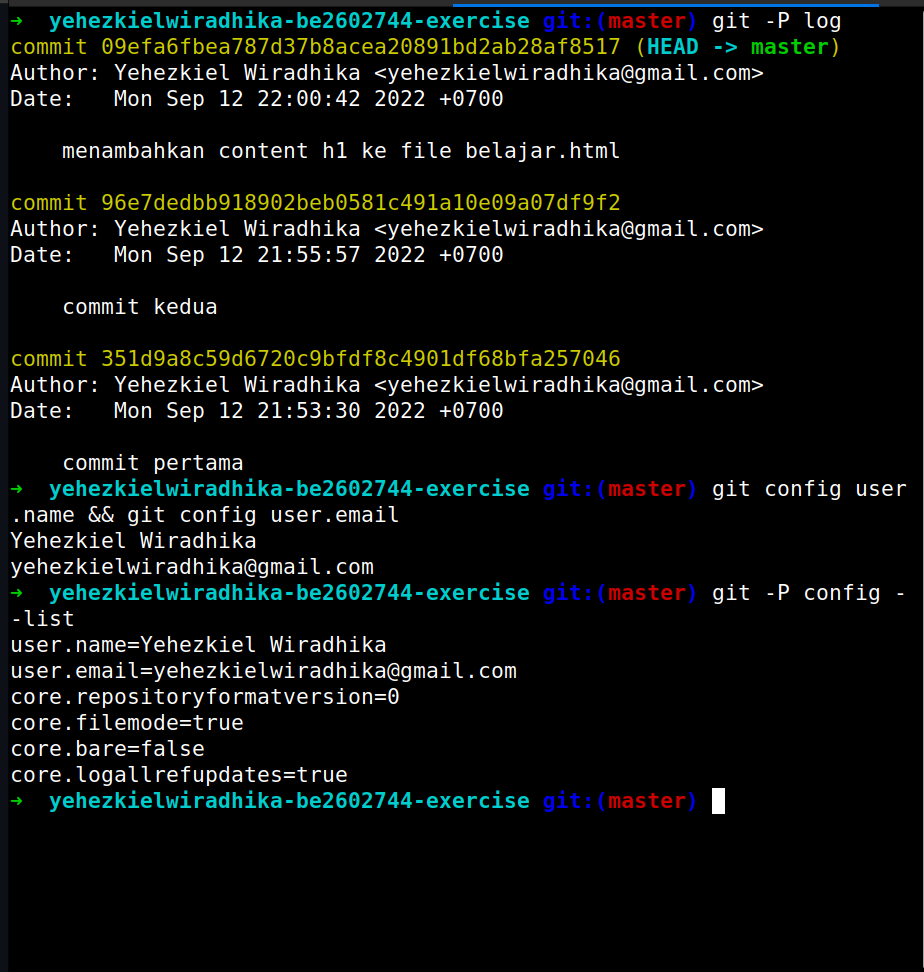 ➜  yehezkielwiradhika-be2602744-exercise git:(master) git -P log
commit 09efa6fbea787d37b8acea20891bd2ab28af8517 (HEAD -> master)
Author: Yehezkiel Wiradhika <yehezkielwiradhika@gmail.com>
Date:   Mon Sep 12 22:00:42 2022 +0700

    menambahkan content h1 ke file belajar.html

commit 96e7dedbb918902beb0581c491a10e09a07df9f2
Author: Yehezkiel Wiradhika <yehezkielwiradhika@gmail.com>
Date:   Mon Sep 12 21:55:57 2022 +0700

    commit kedua

commit 351d9a8c59d6720c9bfdf8c4901df68bfa257046
Author: Yehezkiel Wiradhika <yehezkielwiradhika@gmail.com>
Date:   Mon Sep 12 21:53:30 2022 +0700

    commit pertama
➜  yehezkielwiradhika-be2602744-exercise git:(master) git config user
.name && git config user.email
Yehezkiel Wiradhika
yehezkielwiradhika@gmail.com
➜  yehezkielwiradhika-be2602744-exercise git:(master) git -P config -
-list
user.name=Yehezkiel Wiradhika
user.email=yehezkielwiradhika@gmail.com
core.repositoryformatversion=0
core.filemode=true
core.bare=false
core.logallrefupdates=true
➜  yehezkielwiradhika-be2602744-exercise git:(master)